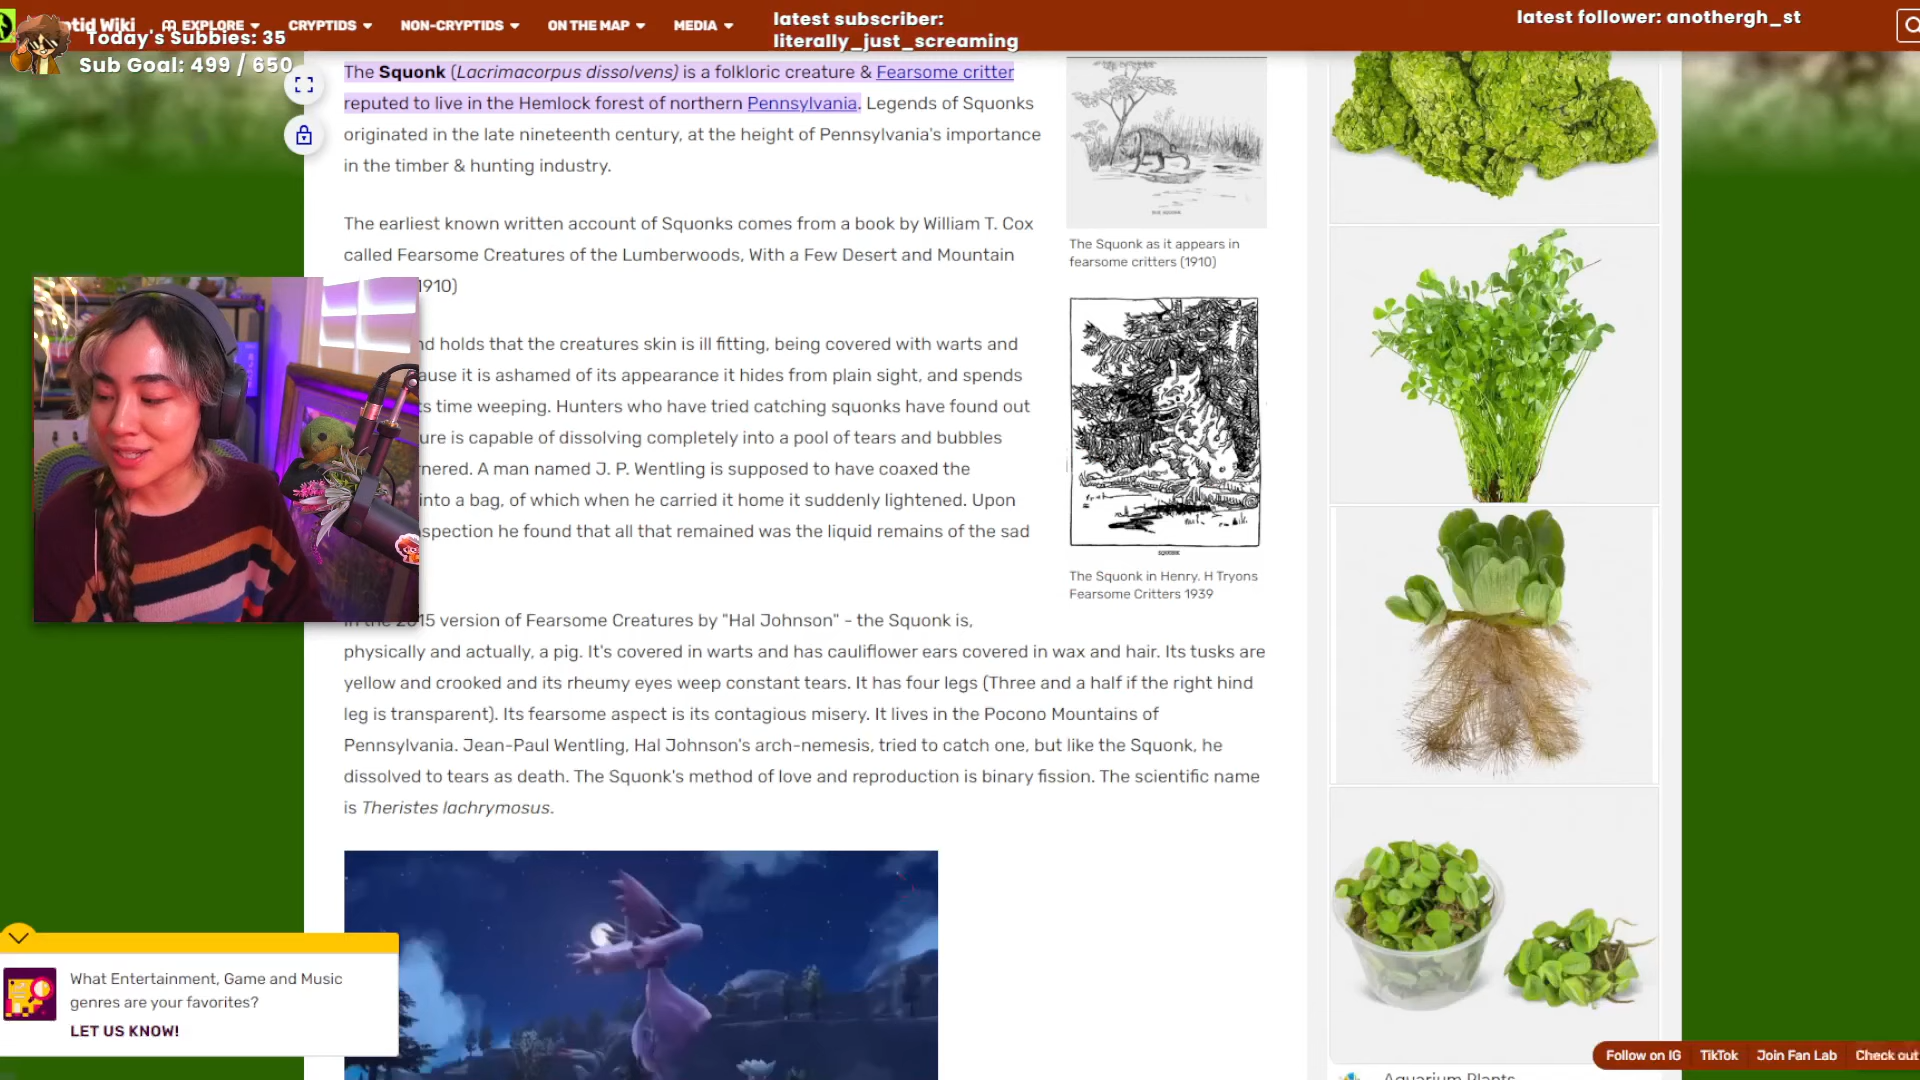 ptid Wiki
EXPLORE
CRYPTIDS
NON-CRYPTIDS
ON THE MAP
MEDIA
latest subscriber:
literally_just_screaming
latest follower: anothergh_st
Today's Subbies: 35
Sub Goal: 499 / 650
The Squonk (Lacrimacorpus dissolvens) is a folkloric creature & Fearsome critter
reputed to live in the Hemlock forest of northern Pennsylvania. Legends of Squonks
originated in the late nineteenth century, at the height of Pennsylvania's importance
in the timber & hunting industry.
The earliest known written account of Squonks comes from a book by William T. Cox
called Fearsome Creatures of the Lumberwoods, With a Few Desert and Mountain
1910)
nd holds that the creatures skin is ill fitting, being covered with warts and
ause it is ashamed of its appearance it hides from plain sight, and spends
ts time weeping. Hunters who have tried catching squonks have found out
ure is capable of dissolving completely into a pool of tears and bubbles
rnered. A man named J. P. Wentling is supposed to have coaxed the
into a bag, of which when he carried it home it suddenly lightened. Upon
spection he found that all that remained was the liquid remains of the sad
In the 2015 version of Fearsome Creatures by "Hal Johnson" - the Squonk is,
physically and actually, a pig. It's covered in warts and has cauliflower ears covered in wax and hair. Its tusks are
yellow and crooked and its rheumy eyes weep constant tears. It has four legs (Three and a half if the right hind
leg is transparent). Its fearsome aspect is its contagious misery. It lives in the Pocono Mountains of
Pennsylvania. Jean-Paul Wentling, Hal Johnson's arch-nemesis, tried to catch one, but like the Squonk, he
dissolved to tears as death. The Squonk's method of love and reproduction is binary fission. The scientific name
is Theristes lachrymosus.
THE SQUONK
The Squonk as it appears in
fearsome critters (1910)
SQUONK
The Squonk in Henry. H Tryons
Fearsome Critters 1939
What Entertainment, Game and Music
genres are your favorites?
LET US KNOW!
Follow on IG
TikTok
Join Fan Lab
Check out
Aquarium Plants